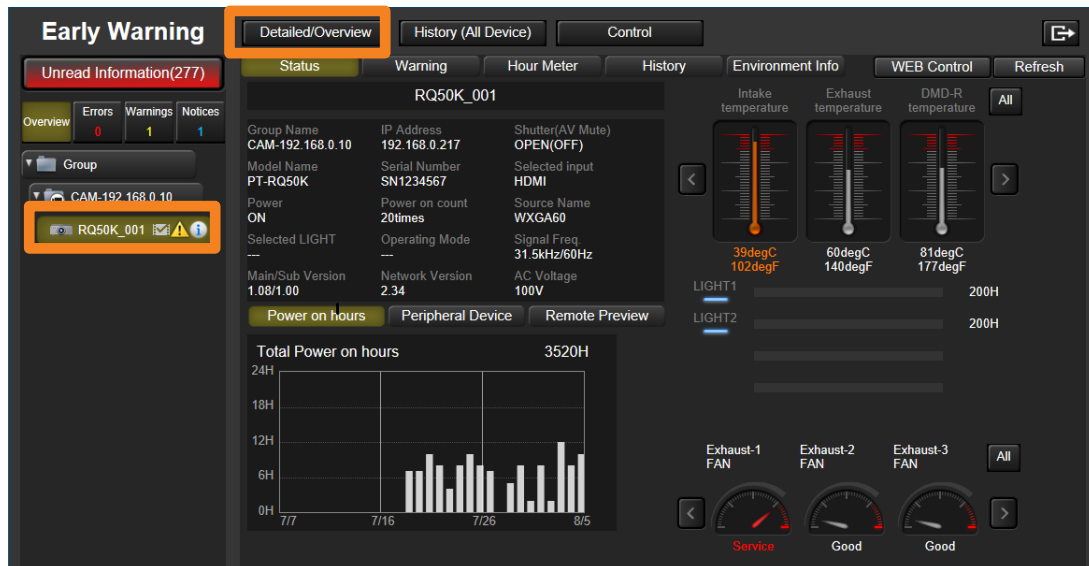 Early Warning
Detailed/Overview
History (All Device)
Control
Unread Information(277)
Status
Warning
Hour Meter
History
Environment Info
WEB Control
Refresh
Overview
Errors
0
Warnings
1
Notices
1
Group
CAM-192.168.0.10
RQ50K_001
RQ50K_001
Group Name
CAM-192.168.0.10
IP Address
192.168.0.217
Shutter(AV Mute)
OPEN(OFF)
Model Name
PT-RQ50K
Serial Number
SN1234567
Selected input
HDMI
Power
ON
Power on count
20times
Source Name
WXGA60
Selected LIGHT
---
Operating Mode
---
Signal Freq.
31.5kHz/60Hz
Main/Sub Version
1.08/1.00
Network Version
2.34
AC Voltage
100V
Power on hours
Peripheral Device
Remote Preview
Total Power on hours
3520H
24H
18H
12H
6H
0H
7/7
7/16
7/26
8/5
Intake
temperature
Exhaust
temperature
DMD-R
temperature
All
39degC
102degF
60degC
140degF
81degC
177degF
LIGHT1
200H
LIGHT2
200H
Exhaust-1
FAN
Exhaust-2
FAN
Exhaust-3
FAN
All
Service
Good
Good